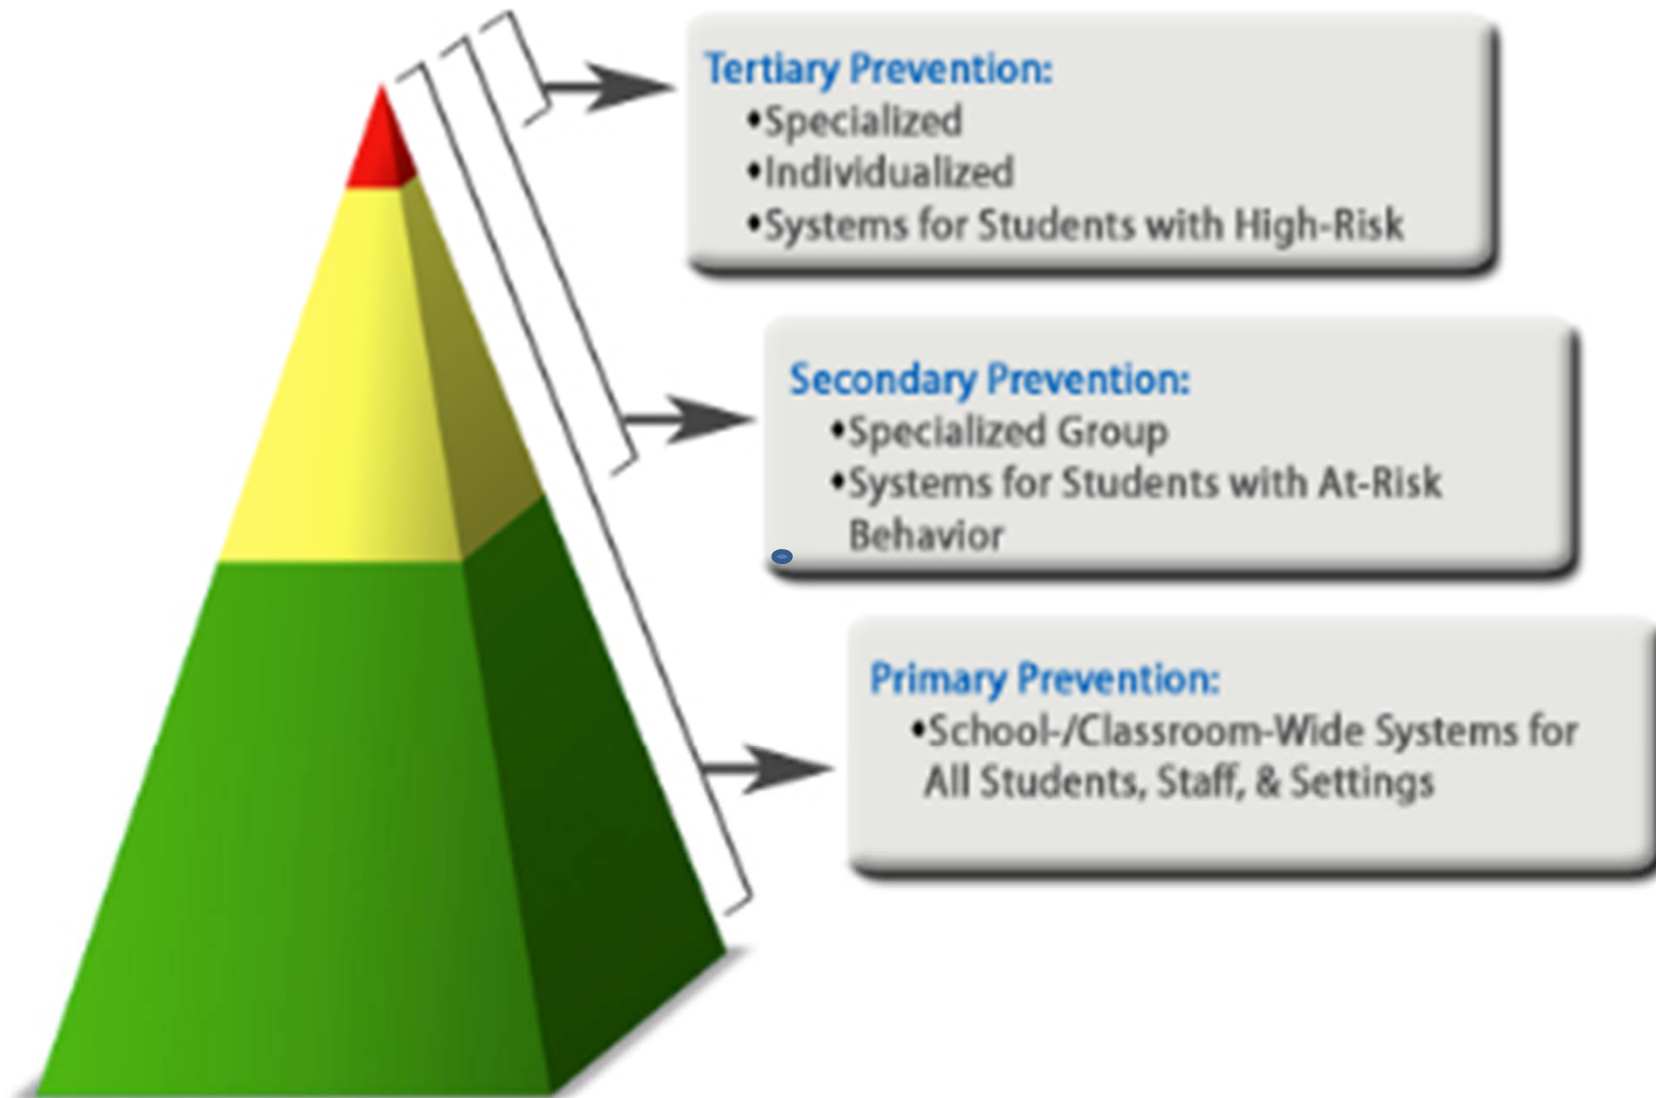 Tertiary Prevention:
•Specialized
•Individualized
•Systems for Students with High-Risk
Secondary Prevention:
•Specialized Group
•Systems for Students with At-Risk
Behavior
Primary Prevention:
•School-/Classroom-Wide Systems for
All Students, Staff, & Settings